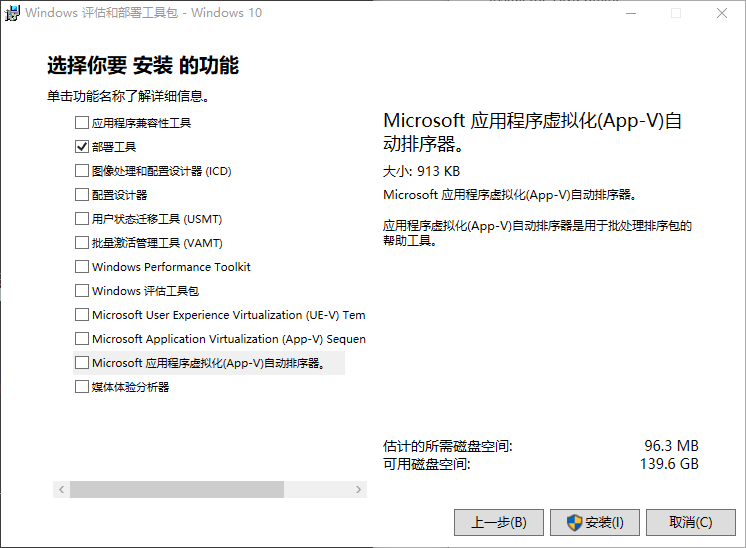 Windows 评估和部署工具包 - Windows 10
选择你要 安装 的功能
单击功能名称了解详细信息。
应用程序兼容性工具
部署工具
图像处理和配置设计器 (ICD)
配置设计器
用户状态迁移工具 (USMT)
批量激活管理工具 (VAMT)
Windows Performance Toolkit
Windows 评估工具包
Microsoft User Experience Virtualization (UE-V) Tem
Microsoft Application Virtualization (App-V) Sequen
Microsoft 应用程序虚拟化(App-V)自动排序器。
媒体体验分析器
Microsoft 应用程序虚拟化(App-V)自
动排序器。
大小: 913 KB
Microsoft 应用程序虚拟化(App-V)自动排序器。
应用程序虚拟化(App-V)自动排序器是用于批处理排序包的
帮助工具。
估计的所需磁盘空间: 96.3 MB
可用磁盘空间: 139.6 GB
上一步(B) 安装(I) 取消(C)